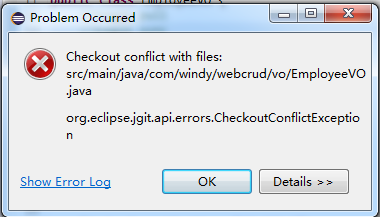 Problem Occurred
Checkout conflict with files:
src/main/java/com/windy/webcrud/vo/EmployeeVO
.java
org.eclipse.jgit.api.errors.CheckoutConflictExceptio
n
Show Error Log
OK
Details >>